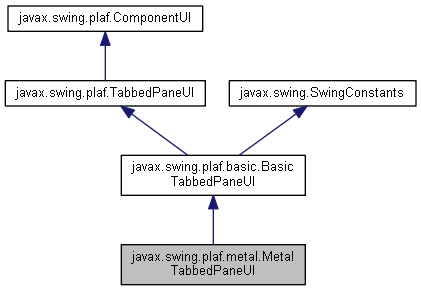 javax.swing.plaf.ComponentUI
javax.swing.plaf.TabbedPaneUI
javax.swing.SwingConstants
javax.swing.plaf.basic.Basic
TabbedPaneUI
javax.swing.plaf.metal.Metal
TabbedPaneUI